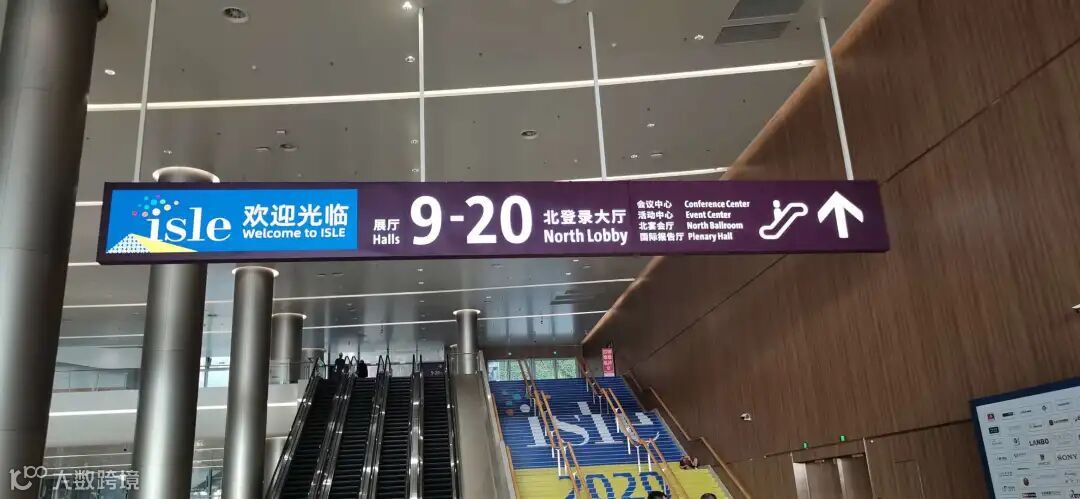 isle
欢迎光临
Welcome to ISLE
展厅
Halls
9-20
北登录大厅
North Lobby
会议中心 Conference Center
活动中心 Event Center
北宴会厅 North Ballroom
国际报告厅 Plenary Hall
isle
2020
LANBO
SONY
大数跨境